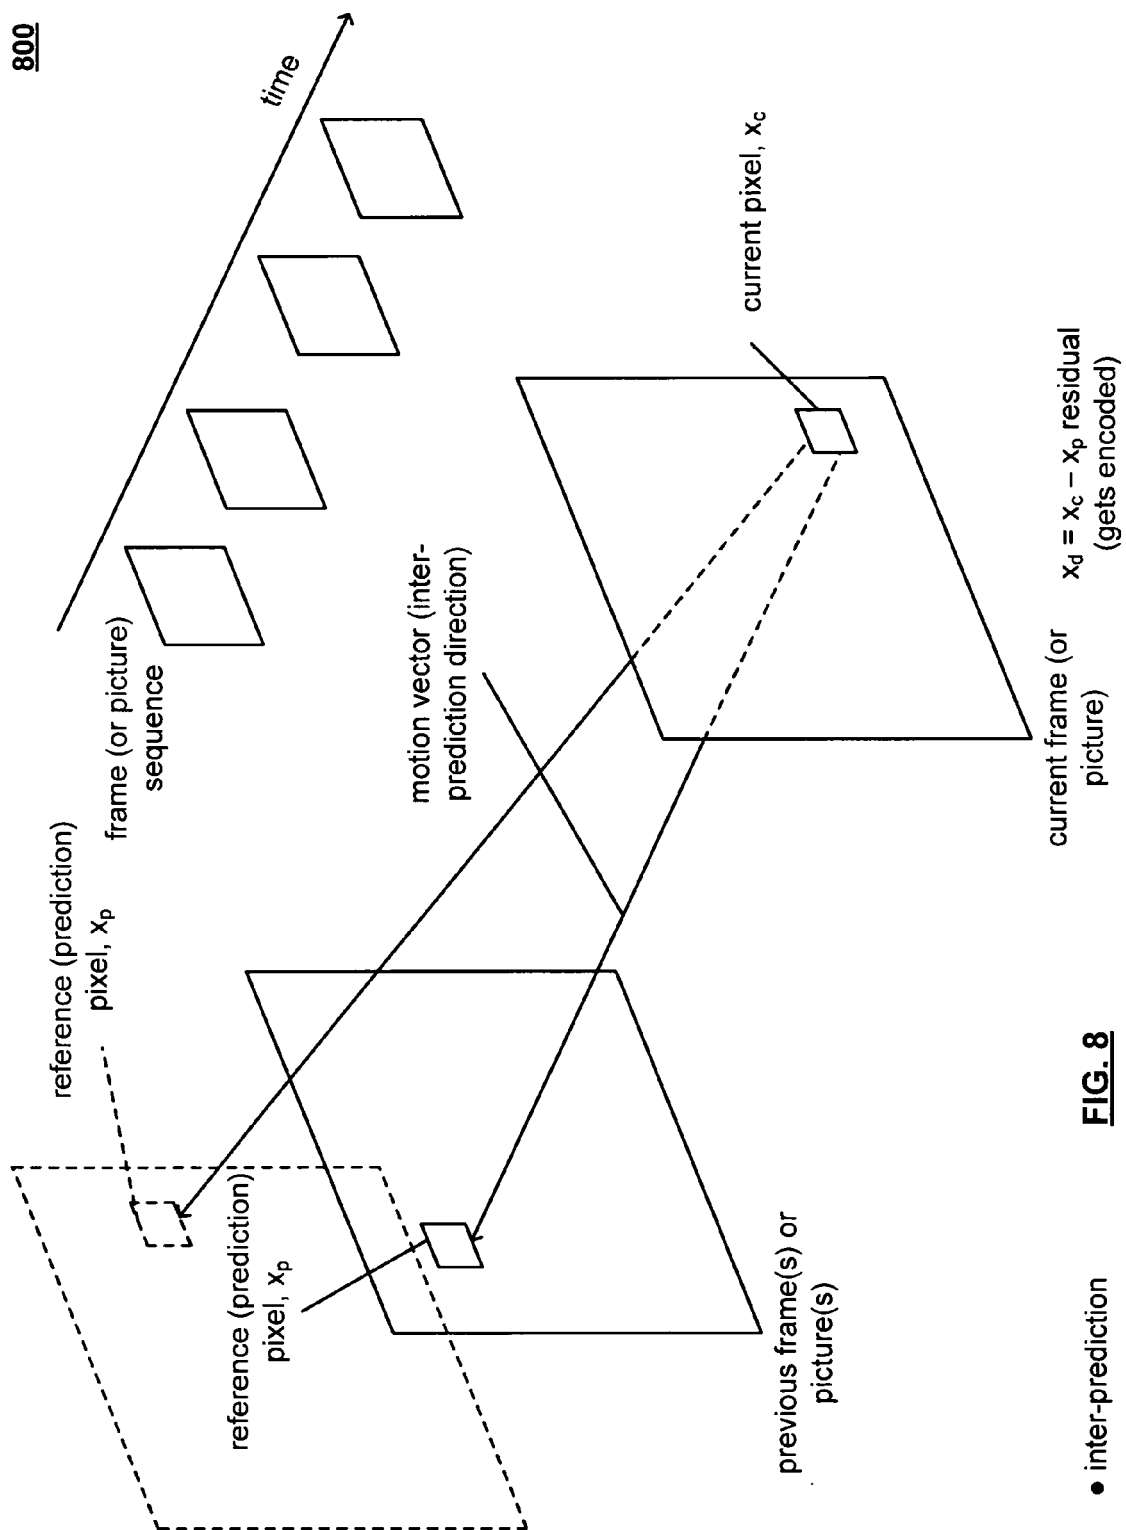 800
time
frame (or picture)
sequence
reference (prediction)
pixel, xp
motion vector (inter-
prediction direction)
current pixel, xc
reference (prediction)
pixel, xp
previous frame(s) or
picture(s)
current frame (or
picture)
xd = xc – xp residual
(gets encoded)
• inter-prediction
FIG. 8